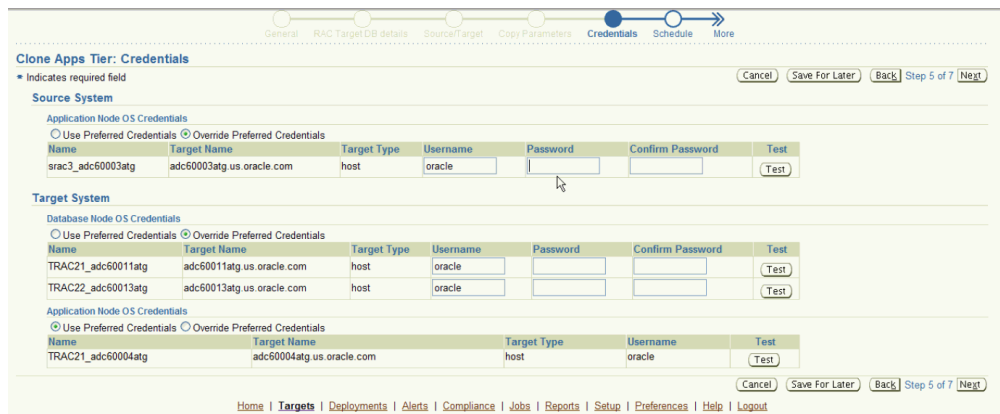 General RAC Target DB details Source/Target Copy Parameters Credentials Schedule More
Clone Apps Tier: Credentials
* Indicates required field
Cancel Save For Later Back Step 5 of 7 Next
Source System
Application Node OS Credentials
Use Preferred Credentials Override Preferred Credentials
Name Target Name Target Type Username Password Confirm Password Test
srac3_adc60003atg adc60003atg.us.oracle.com host oracle Test
Target System
Database Node OS Credentials
Use Preferred Credentials Override Preferred Credentials
Name Target Name Target Type Username Password Confirm Password Test
TRAC21_adc60011atg adc60011atg.us.oracle.com host oracle Test
TRAC22_adc60013atg adc60013atg.us.oracle.com host oracle Test
Application Node OS Credentials
Use Preferred Credentials Override Preferred Credentials
Name Target Name Target Type Username Test
TRAC21_adc60004atg adc60004atg.us.oracle.com host oracle Test
Cancel Save For Later Back Step 5 of 7 Next
Home | Targets | Deployments | Alerts | Compliance | Jobs | Reports | Setup | Preferences | Help | Logout